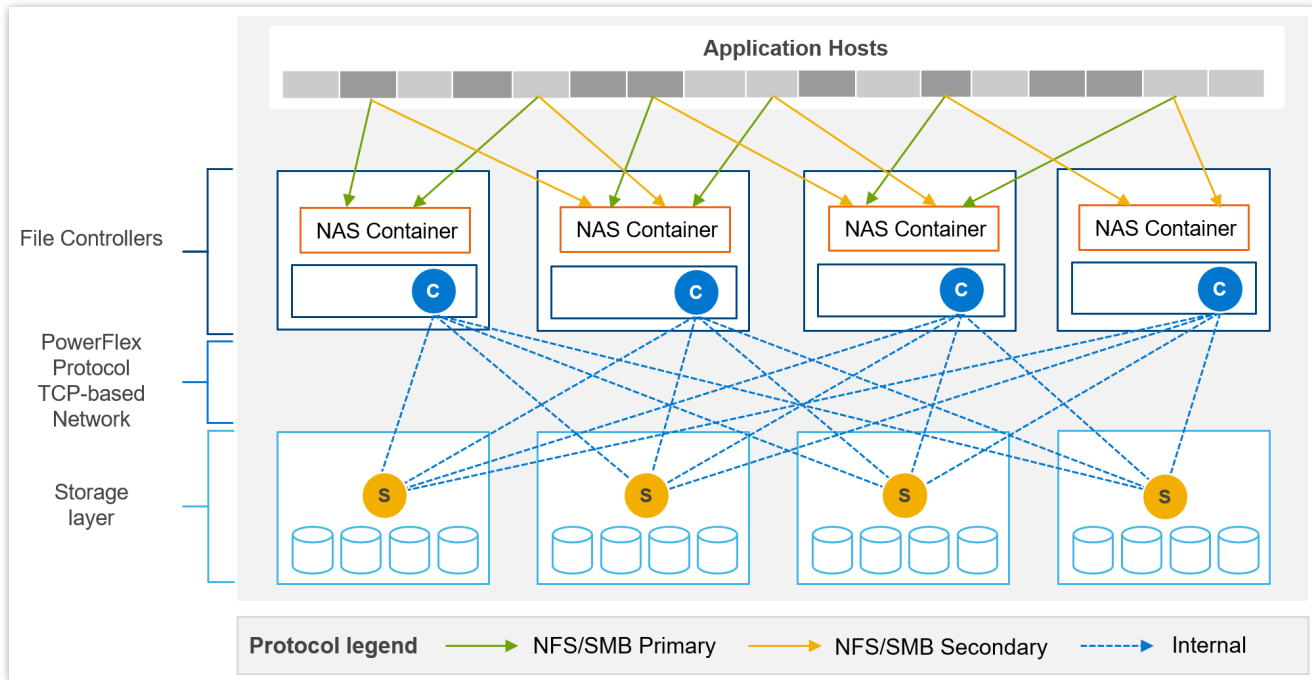 Application Hosts
File Controllers
NAS Container
NAS Container
NAS Container
NAS Container
C
C
C
C
PowerFlex
Protocol
TCP-based
Network
Storage
layer
S
S
S
S
Protocol legend
NFS/SMB Primary
NFS/SMB Secondary
Internal